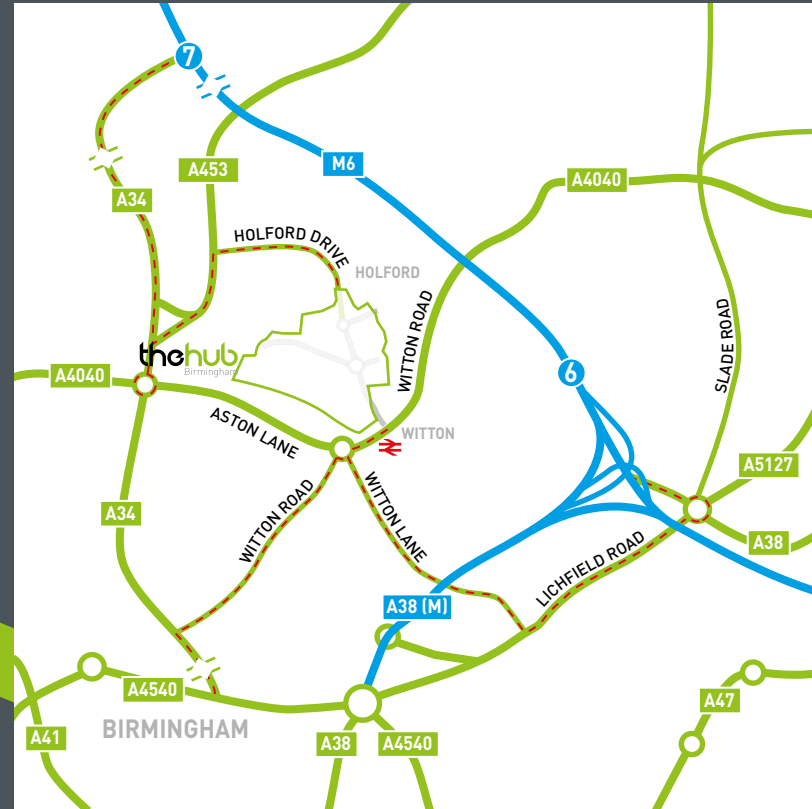 7
M6
A453
A34
A4040
HOLFORD DRIVE
HOLFORD
WITTON ROAD
SLADE ROAD
thehub
Birmingham
6
A4040
ASTON LANE
WITTON
A5127
A34
WITTON ROAD
WITTON LANE
A38
LICHFIELD ROAD
A38 (M)
A4540
BIRMINGHAM
A41
A38
A4540
A47